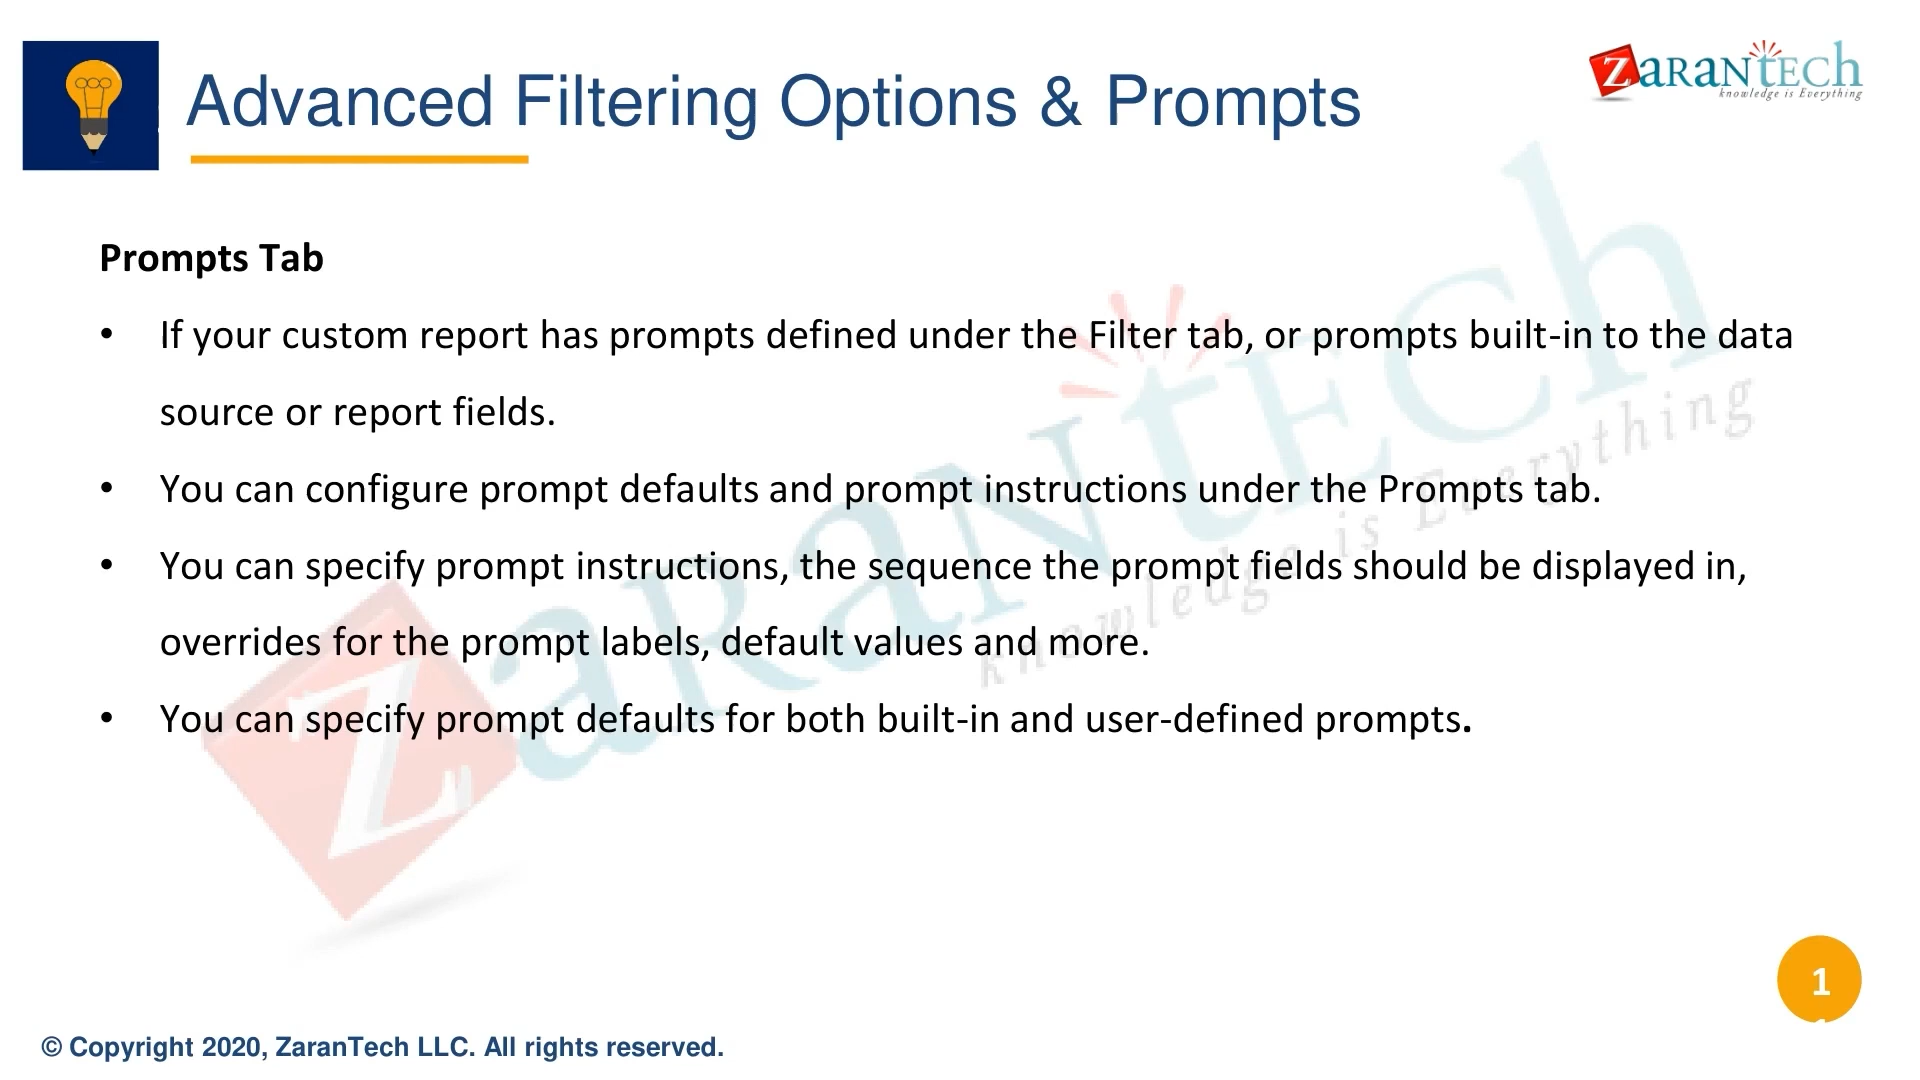 Advanced Filtering Options & Prompts
ZARANTECH
knowledge is Everything
Prompts Tab
• If your custom report has prompts defined under the Filter tab, or prompts built-in to the data
source or report fields.
• You can configure prompt defaults and prompt instructions under the Prompts tab.
• You can specify prompt instructions, the sequence the prompt fields should be displayed in,
overrides for the prompt labels, default values and more.
• You can specify prompt defaults for both built-in and user-defined prompts.
ZARANTECH
knowledge is Everything
1
© Copyright 2020, ZaranTech LLC. All rights reserved.